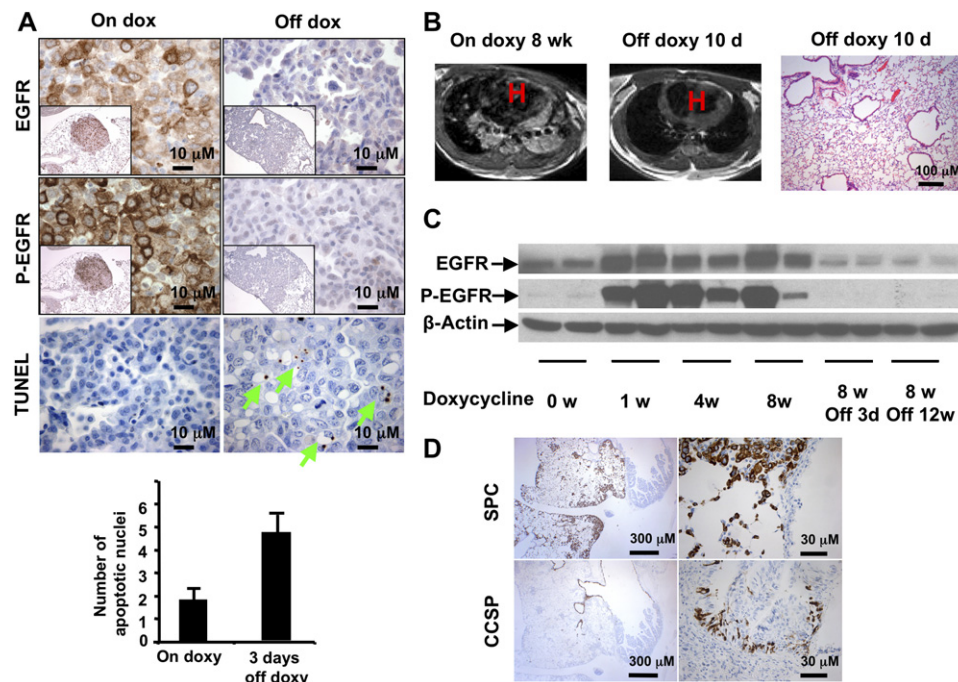 A
On dox
Off dox
EGFR
10 µM
10 µM
P-EGFR
10 µM
10 µM
TUNEL
10 µM
10 µM
Number of
apoptotic nuclei
6
5
4
3
2
1
0
On doxy
3 days
off doxy
B
On doxy 8 wk
Off doxy 10 d
Off doxy 10 d
H
H
100 µM
C
EGFR
P-EGFR
β-Actin
Doxycycline
0 w
1 w
4w
8w
8 w
Off 3d
8 w
Off 12w
D
SPC
300 µM
30 µM
CCSP
300 µM
30 µM